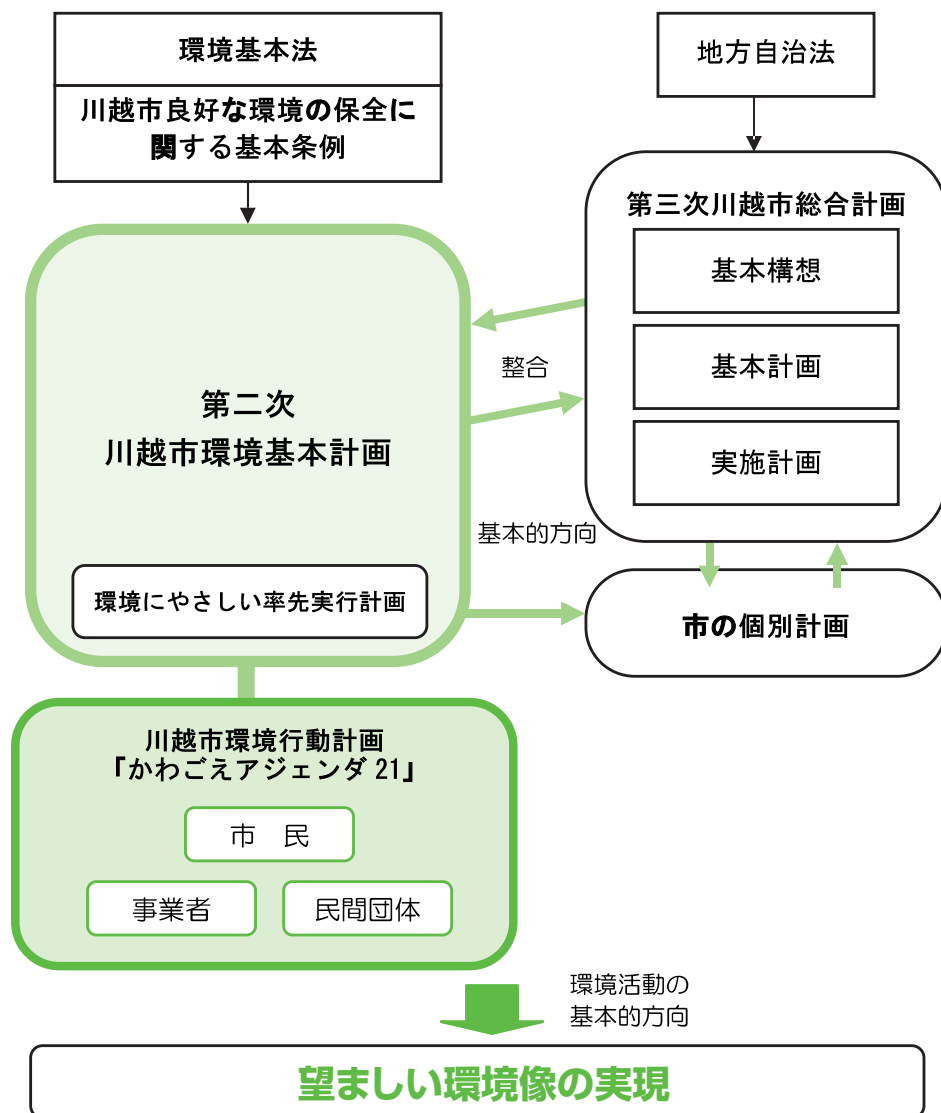 環境基本法
川越市良好な環境の保全に
関する基本条例
地方自治法
第三次川越市総合計画
基本構想
基本計画
実施計画
整合
第二次
川越市環境基本計画
基本的方向
環境にやさしい率先実行計画
市の個別計画
川越市環境行動計画
「かわごえアジェンダ 21」
市　民
事業者
民間団体
環境活動の
基本的方向
望ましい環境像の実現